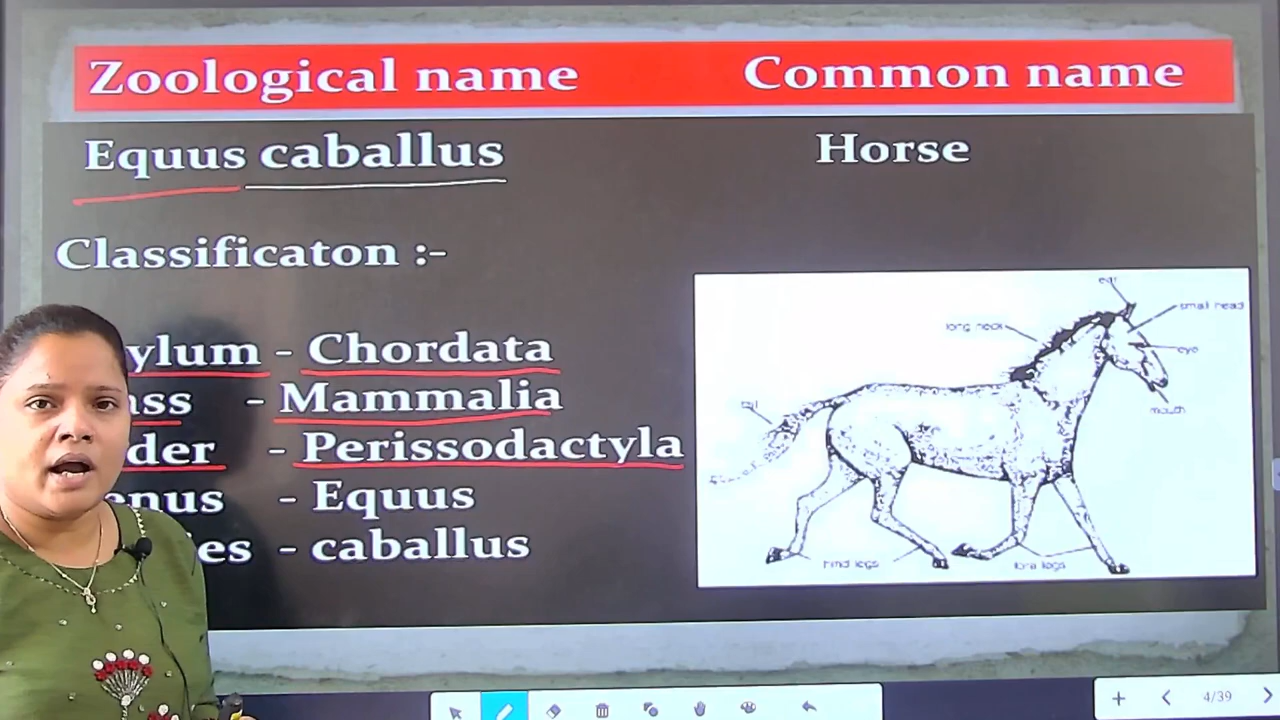 Zoological name Common name
Equus caballus Horse
Classificaton :-
ylum - Chordata
ass - Mammalia
der - Perissodactyla
enus - Equus
es - caballus
ear
small head
long neck
eye
tail
mouth
hind legs
fore legs
4/39